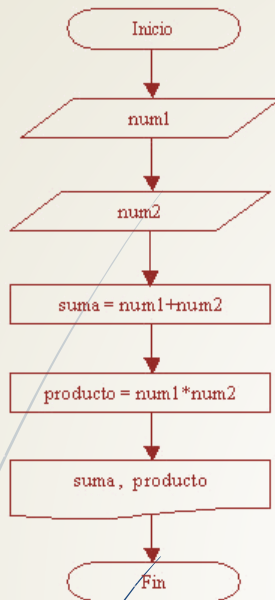 Inicio
num1
num2
suma = num1+num2
producto = num1*num2
suma , producto
Fin